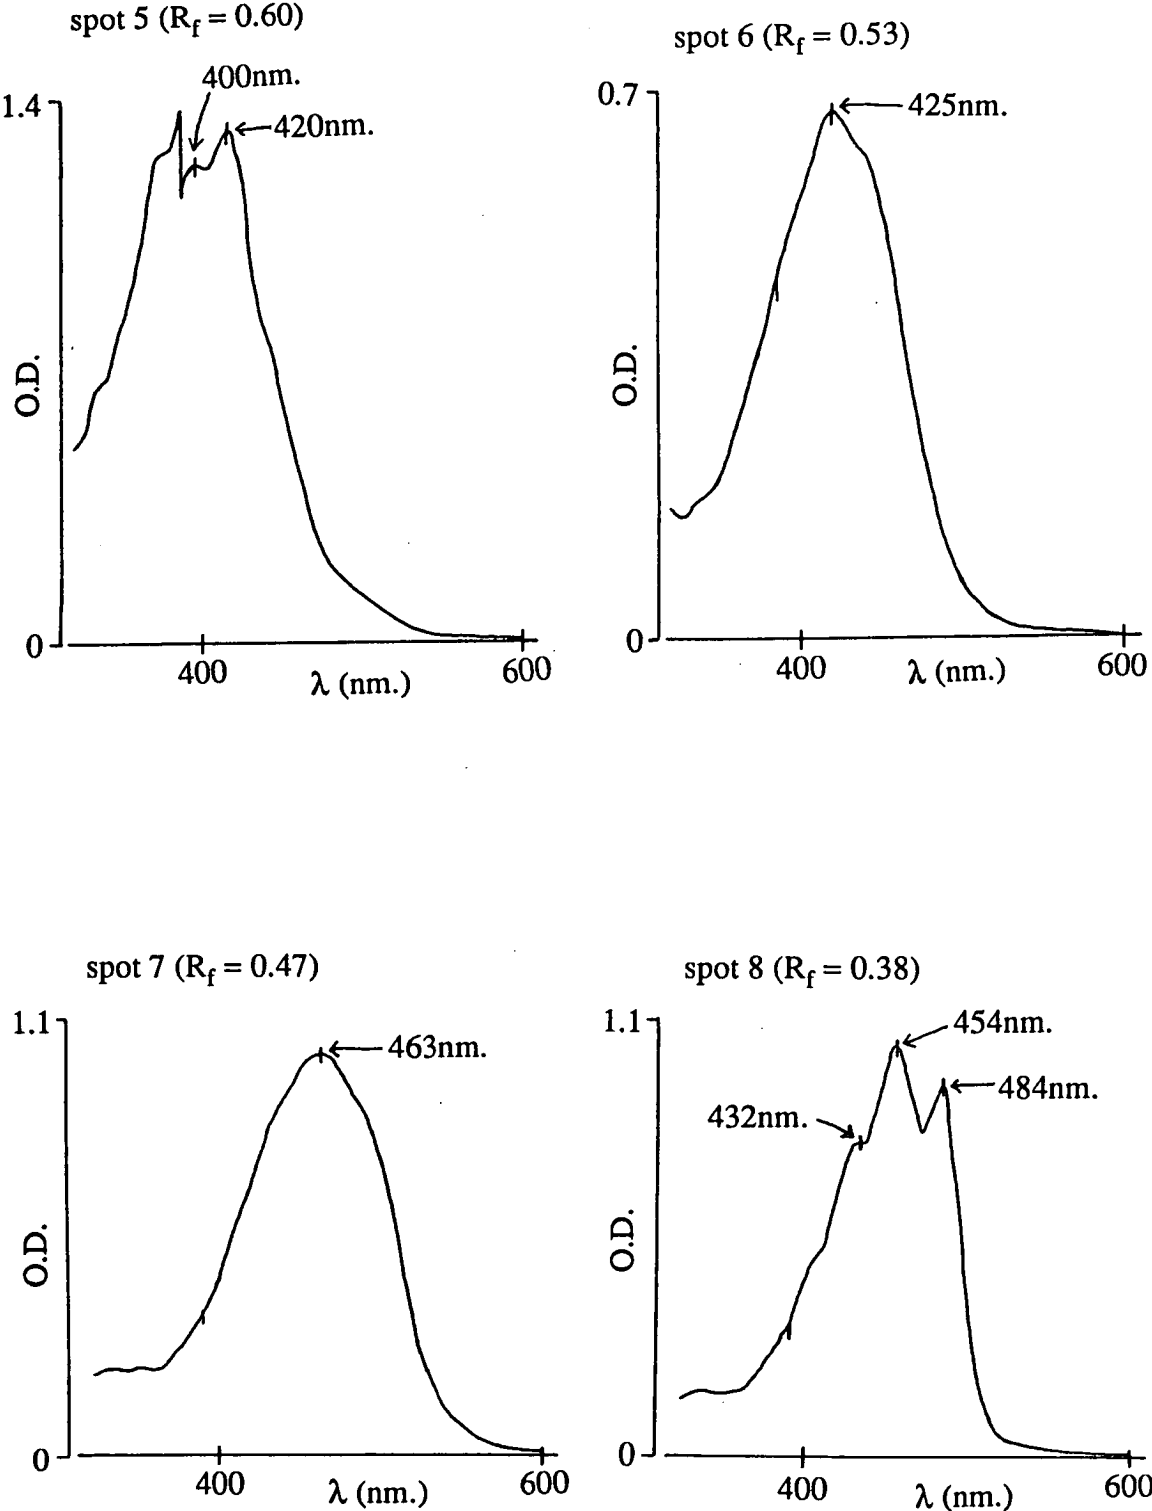 spot 5 (Rf = 0.60)
400nm.
1.4
420nm.
O.D.
0
400
600
λ (nm.)
spot 6 (Rf = 0.53)
0.7
425nm.
O.D.
0
400
600
λ (nm.)
spot 7 (Rf = 0.47)
1.1
463nm.
O.D.
0
400
600
λ (nm.)
spot 8 (Rf = 0.38)
1.1
454nm.
484nm.
432nm.
O.D.
0
400
600
λ (nm.)